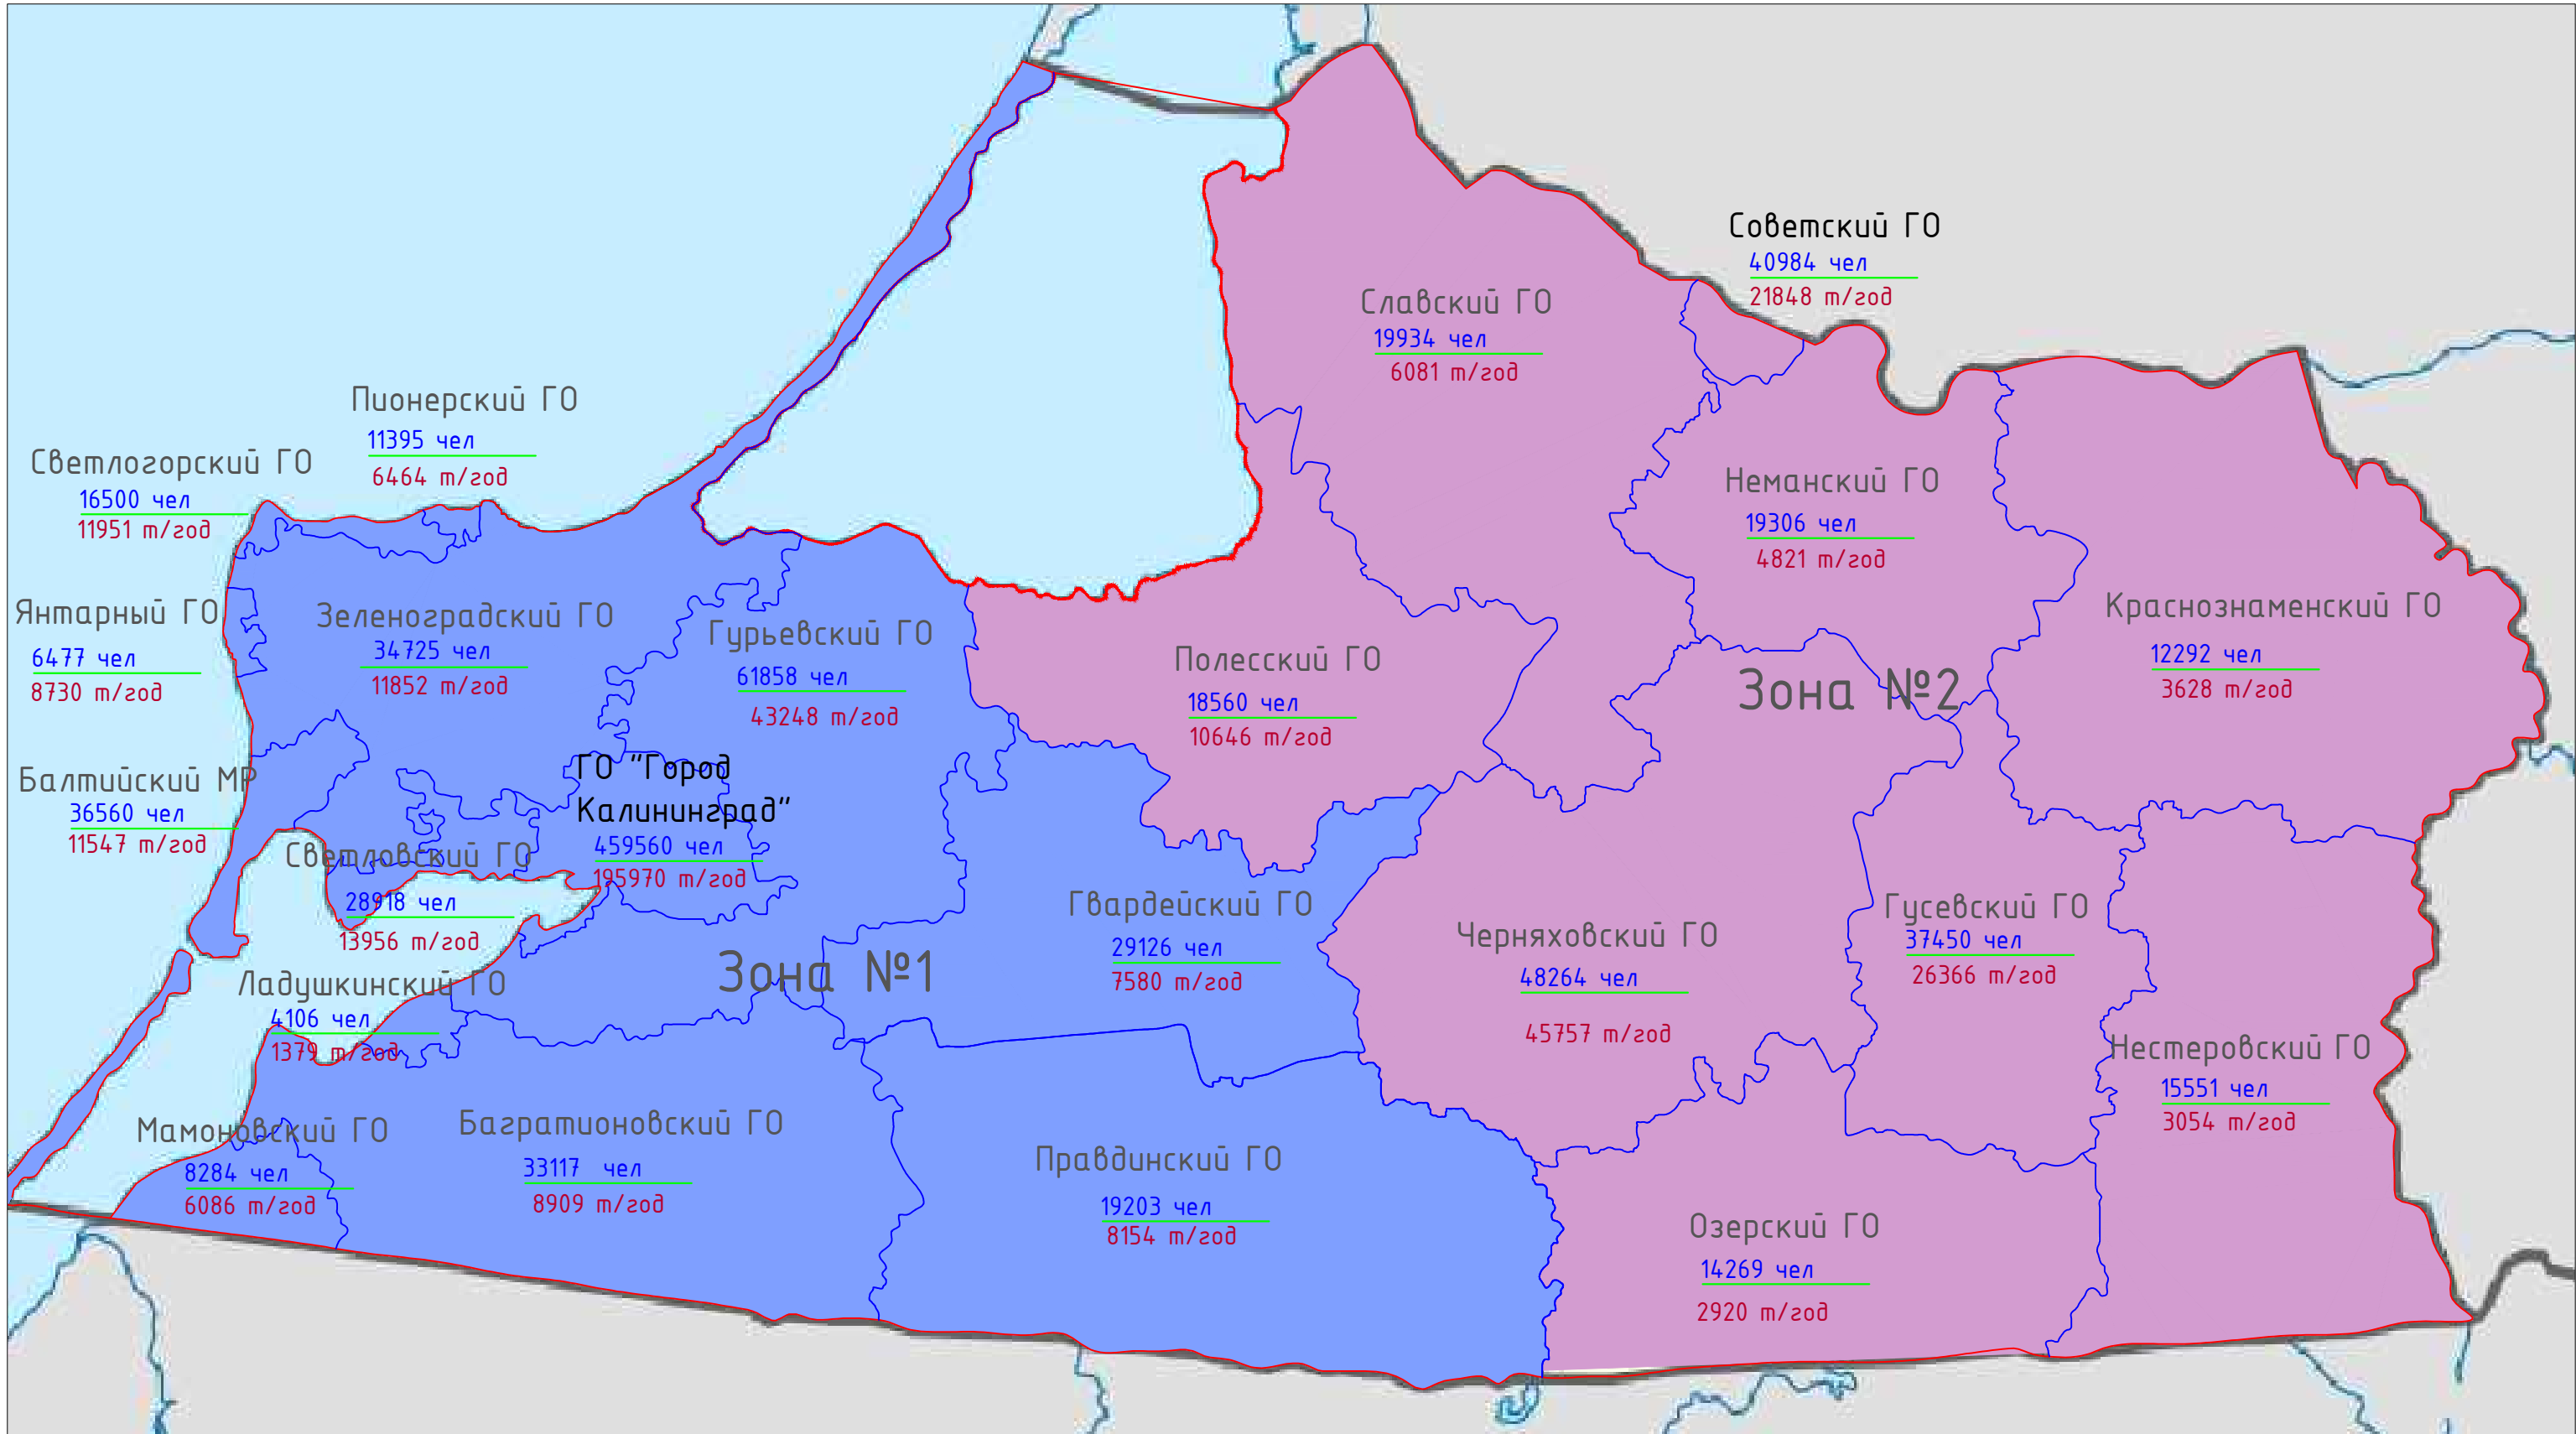 Советский ГО
40984 чел
21848 т/год
Славский ГО
19934 чел
6081 т/год
Пионерский ГО
11395 чел
6464 т/год
Светлогорский ГО
16500 чел
11951 т/год
Неманский ГО
19306 чел
4821 т/год
Янтарный ГО
6477 чел
8730 т/год
Зеленоградский ГО
34725 чел
11852 т/год
Гурьевский ГО
61858 чел
43248 т/год
Полесский ГО
18560 чел
10646 т/год
Зона №2
Краснознаменский ГО
12292 чел
3628 т/год
Балтийский МР
36560 чел
11547 т/год
ГО "Город
Калининград"
459560 чел
195970 т/год
Светловский ГО
28918 чел
13956 т/год
Гвардейский ГО
29126 чел
7580 т/год
Черняховский ГО
48264 чел
45757 т/год
Гусевский ГО
37450 чел
26366 т/год
Зона №1
Ладушкинский ГО
4106 чел
1379 т/год
Нестеровский ГО
15551 чел
3054 т/год
Мамоновский ГО
8284 чел
6086 т/год
Багратионовский ГО
33117 чел
8909 т/год
Правдинский ГО
19203 чел
8154 т/год
Озерский ГО
14269 чел
2920 т/год